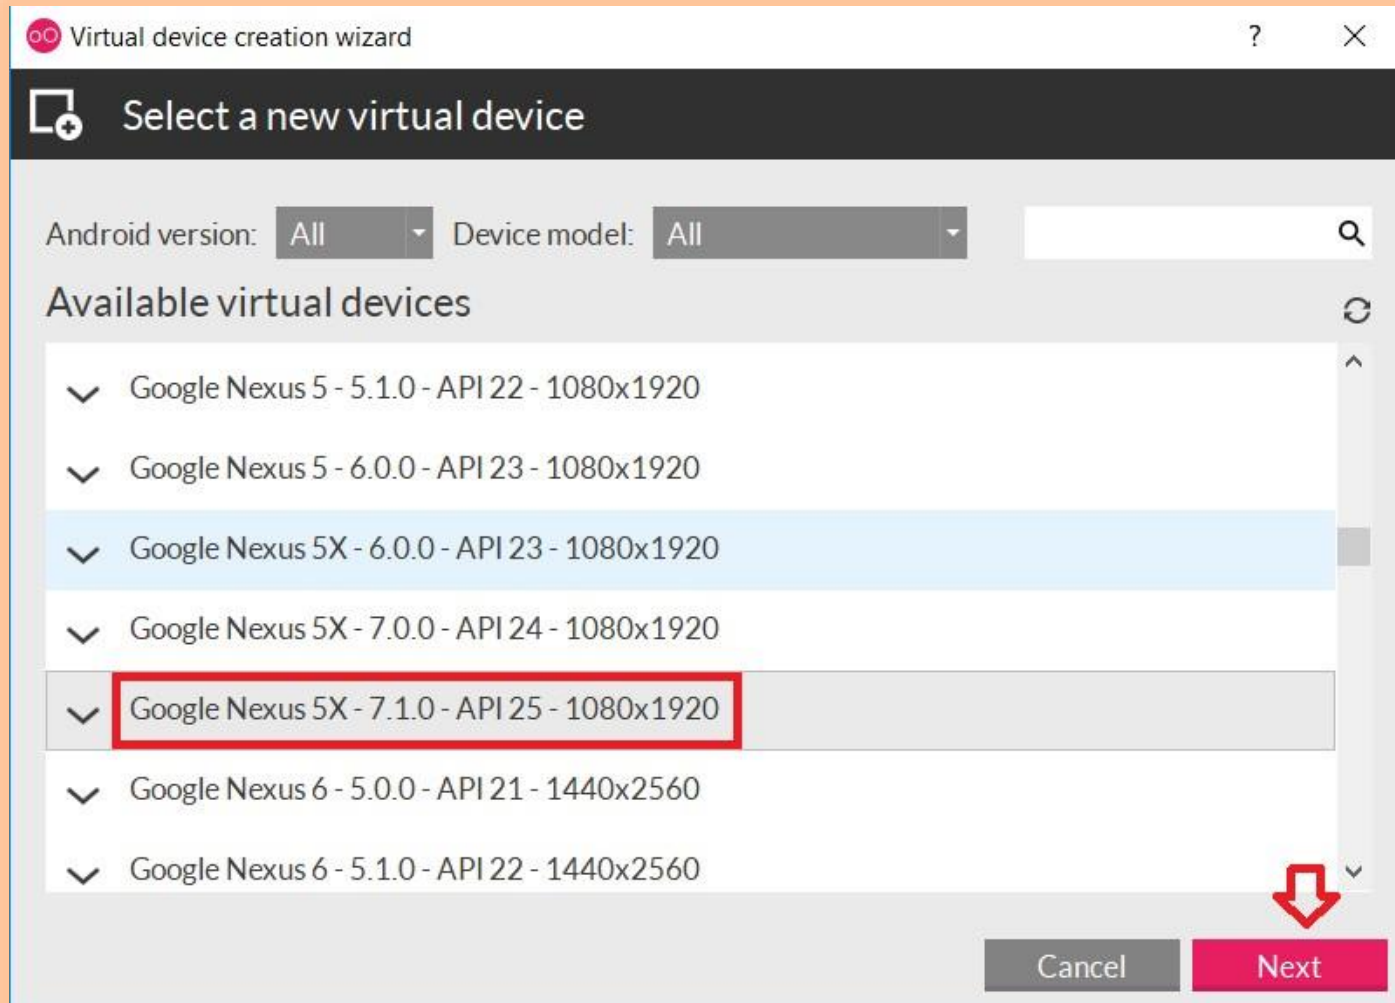 Virtual device creation wizard ?
Select a new virtual device
Android version: All Device model: All
Available virtual devices
Google Nexus 5 - 5.1.0 - API 22 - 1080x1920
Google Nexus 5 - 6.0.0 - API 23 - 1080x1920
Google Nexus 5X - 6.0.0 - API 23 - 1080x1920
Google Nexus 5X - 7.0.0 - API 24 - 1080x1920
Google Nexus 5X - 7.1.0 - API 25 - 1080x1920
Google Nexus 6 - 5.0.0 - API 21 - 1440x2560
Google Nexus 6 - 5.1.0 - API 22 - 1440x2560
Cancel Next